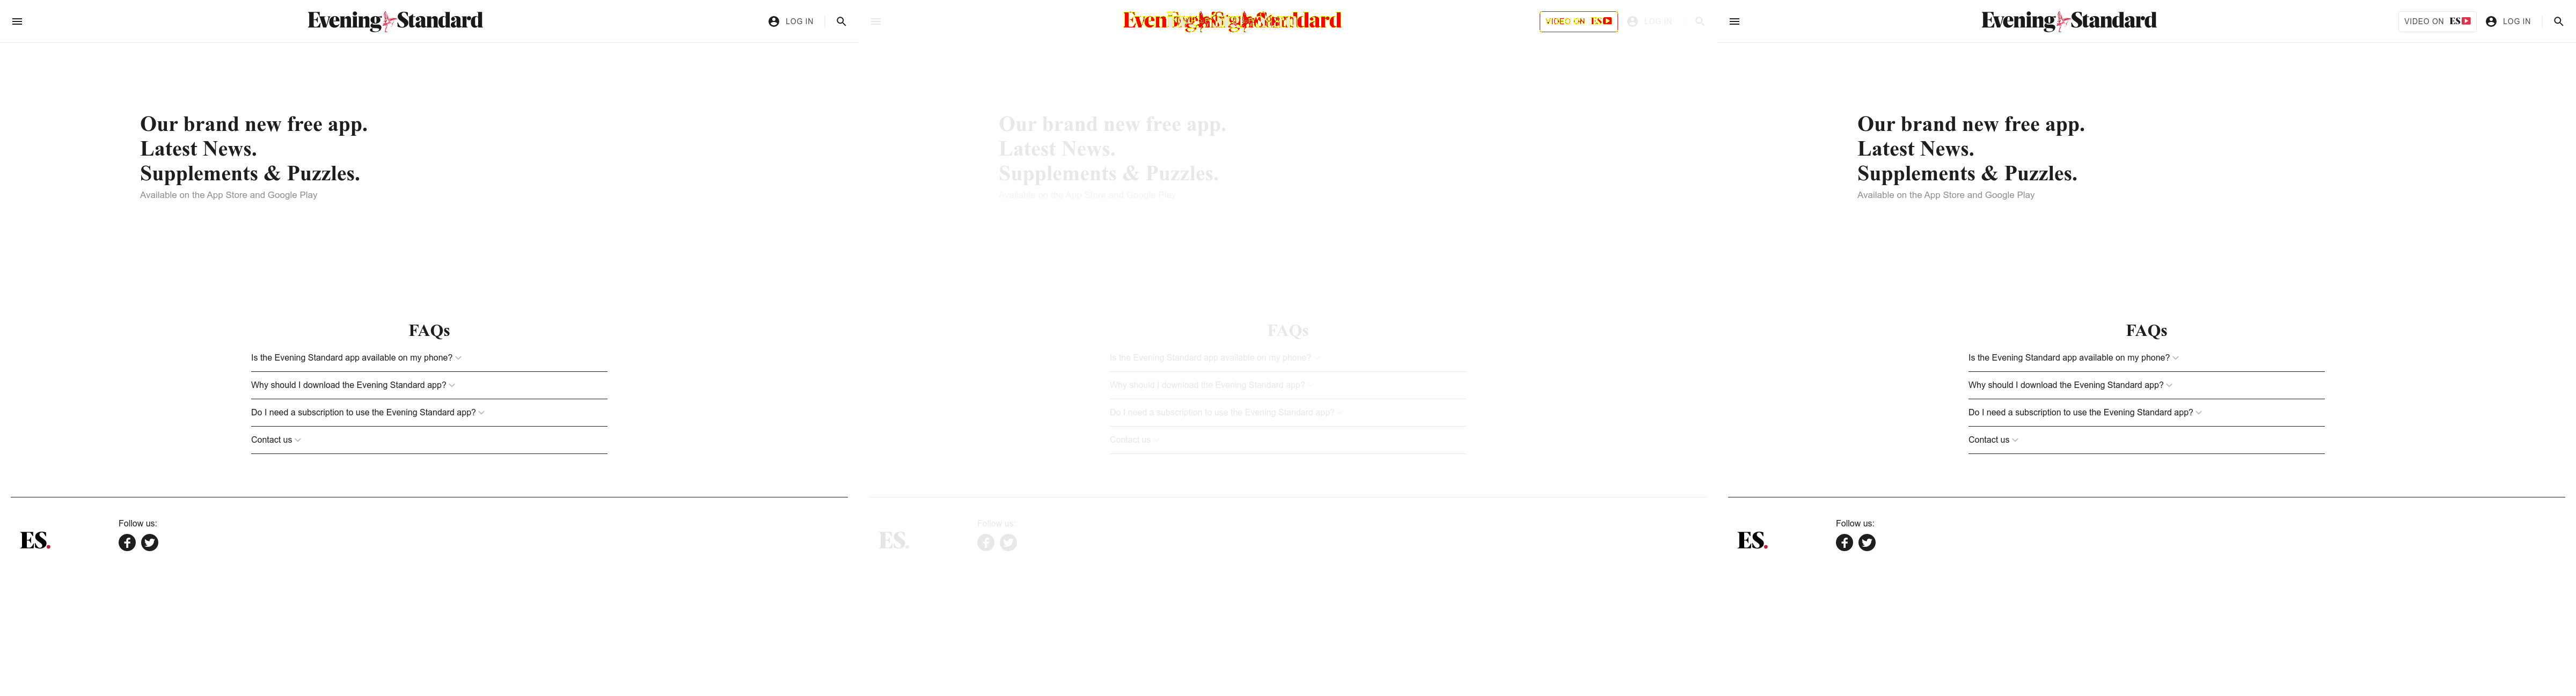 Evening Standard
LOG IN
Our brand new free app.
Latest News.
Supplements & Puzzles.
Available on the App Store and Google Play
FAQs
Is the Evening Standard app available on my phone?
Why should I download the Evening Standard app?
Do I need a subscription to use the Evening Standard app?
Contact us
ES.
Follow us:
Evening Standard
VIDEO ON ES
LOG IN
Our brand new free app.
Latest News.
Supplements & Puzzles.
Available on the App Store and Google Play
FAQs
Is the Evening Standard app available on my phone?
Why should I download the Evening Standard app?
Do I need a subscription to use the Evening Standard app?
Contact us
ES.
Follow us:
Evening Standard
VIDEO ON ES
LOG IN
Our brand new free app.
Latest News.
Supplements & Puzzles.
Available on the App Store and Google Play
FAQs
Is the Evening Standard app available on my phone?
Why should I download the Evening Standard app?
Do I need a subscription to use the Evening Standard app?
Contact us
ES.
Follow us: